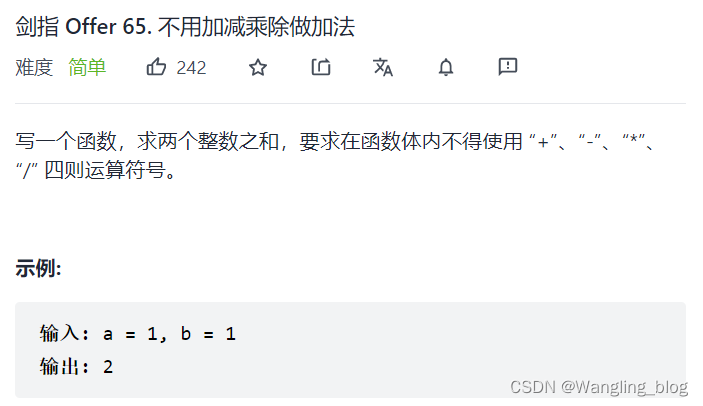 剑指 Offer 65. 不用加减乘除做加法
难度 简单 242
写一个函数，求两个整数之和，要求在函数体内不得使用 “+”、“-”、“*”、
“/” 四则运算符号。
示例:
输入: a = 1, b = 1
输出: 2
CSDN @Wangling_blog